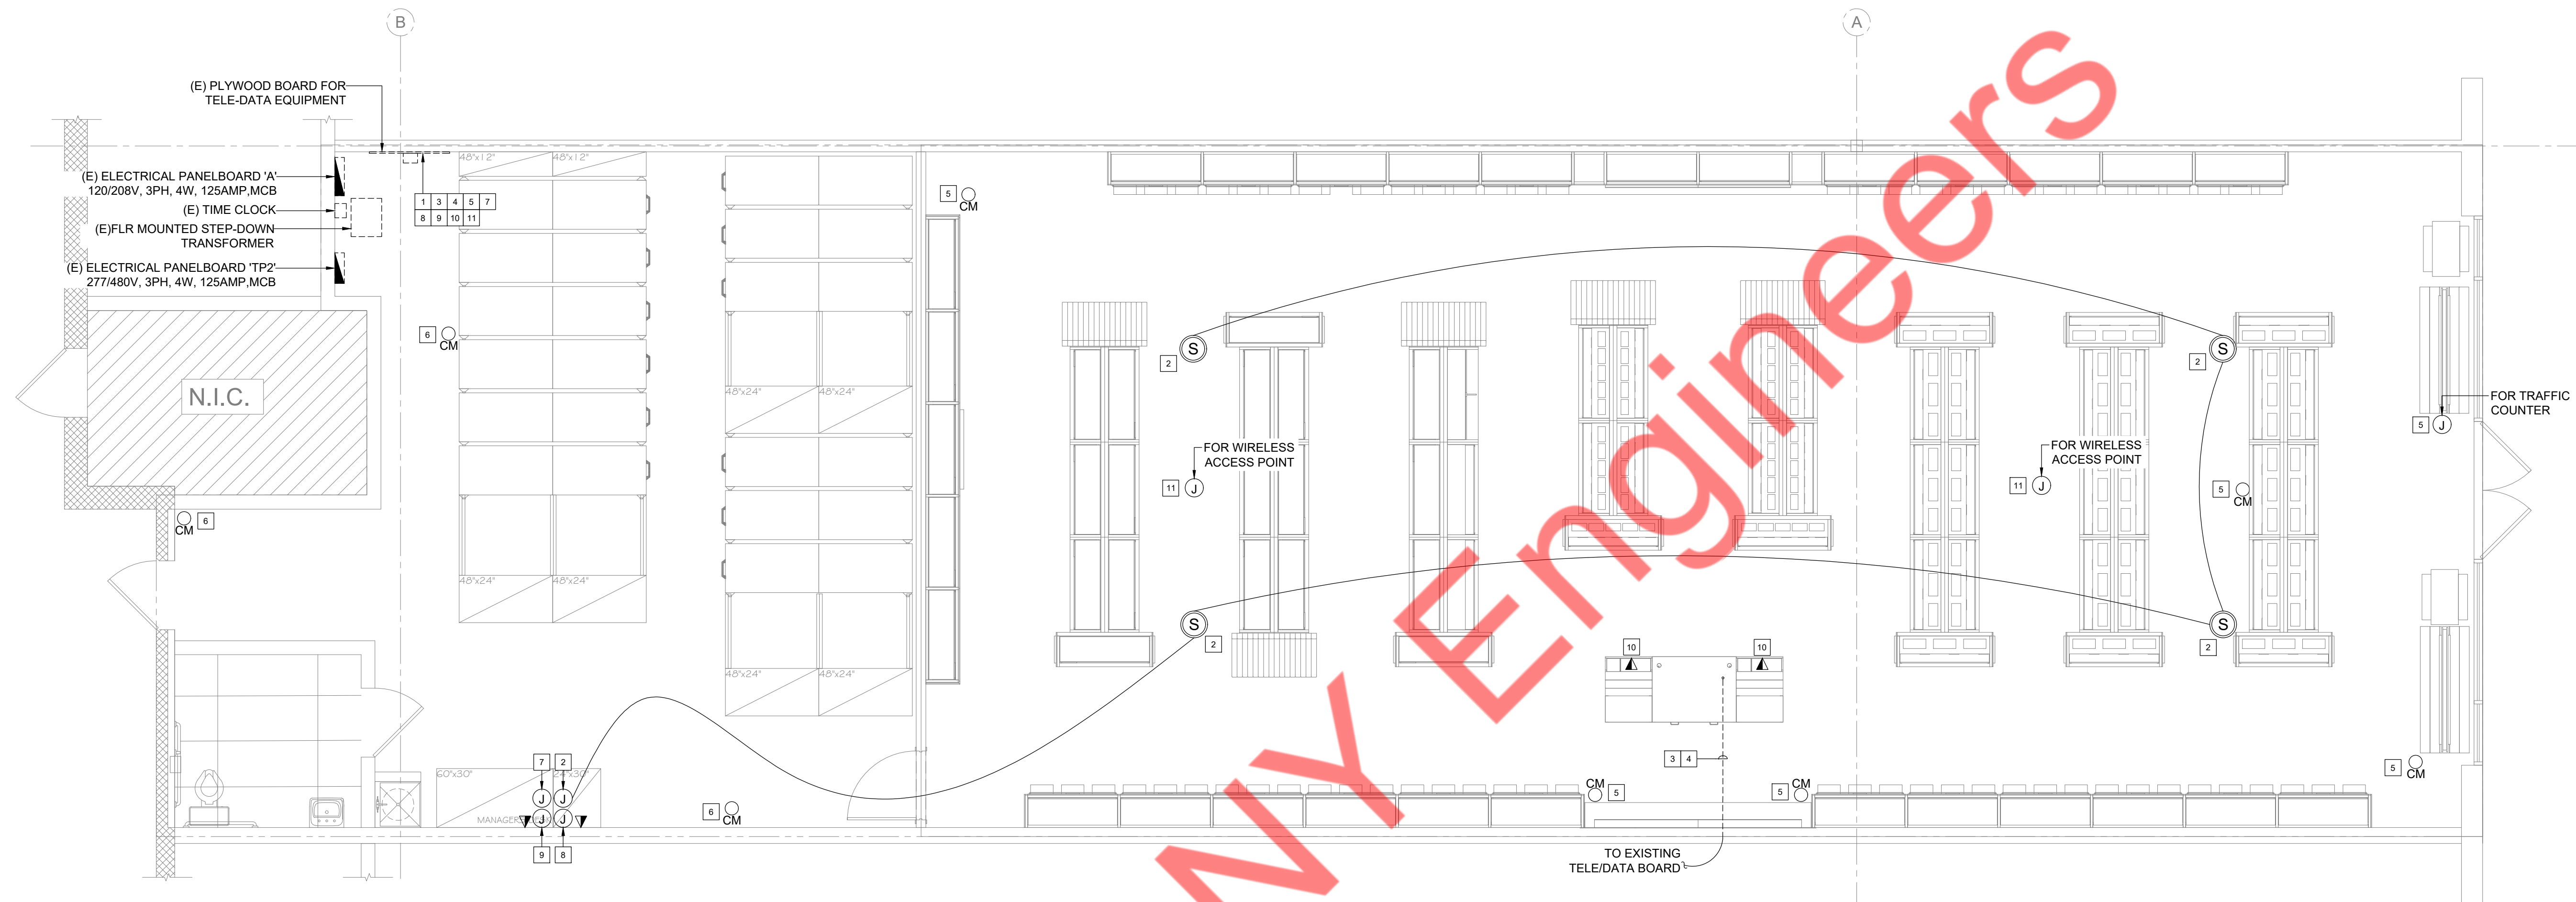 B
A
(E) PLYWOOD BOARD FOR
TELE-DATA EQUIPMENT
(E) ELECTRICAL PANELBOARD 'A'
120/208V, 3PH, 4W, 125AMP,MCB
(E) TIME CLOCK
(E)FLR MOUNTED STEP-DOWN
TRANSFORMER
(E) ELECTRICAL PANELBOARD 'TP2'
277/480V, 3PH, 4W, 125AMP,MCB
1 3 4 5 7
8 9 10 11
48"x12" 48"x12"
5
CM
6
CM
N.I.C.
CM
6
48"x24" 48"x24"
48"x24" 48"x24"
48"x24" 48"x24"
2 S
2 S
FOR WIRELESS
ACCESS POINT
11 J
FOR WIRELESS
ACCESS POINT
11 J
5
CM
FOR TRAFFIC
COUNTER
5 J
S
2
S
2
10 10
3 4
7 2
60"x30" 24"x30"
J J
MANAGERS
J J
9 8
6
CM
CM
5
CM
5
5
CM
TO EXISTING
TELE/DATA BOARD
NY Engineers